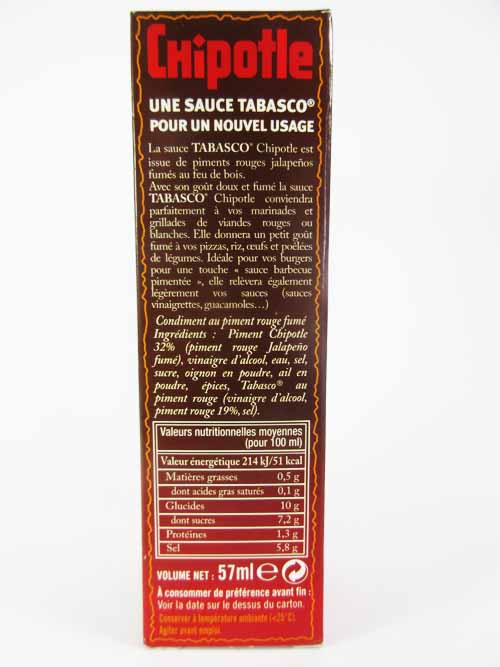 CHipotle
UNE SAUCE TABASCO®
POUR UN NOUVEL USAGE
La sauce TABASCO® Chipotle est
issue de piments rouges jalapeños
fumés au feu de bois.
Avec son goût doux et fumé la sauce
TABASCO® Chipotle conviendra
parfaitement à vos marinades et
grillades de viandes rouges ou
blanches. Elle donnera un petit goût
fumé à vos pizzas, riz, œufs et poêlées
de légumes. Idéale pour vos burgers
pour une touche « sauce barbecue
pimentée », elle relèvera également
légèrement vos sauces (sauces
vinaigrettes, guacamoles…)
Condiment au piment rouge fumé
Ingrédients : Piment Chipotle
32% (piment rouge Jalapeño
fumé), vinaigre d'alcool, eau, sel,
sucre, oignon en poudre, ail en
poudre, épices, Tabasco® au
piment rouge (vinaigre d'alcool,
piment rouge 19%, sel).
Valeurs nutritionnelles moyennes
(pour 100 ml)
Valeur énergétique 214 kJ/51 kcal
Matières grasses 0,5 g
dont acides gras saturés 0,1 g
Glucides 10 g
dont sucres 7,2 g
Protéines 1,3 g
Sel 5,8 g
VOLUME NET : 57ml e
À consommer de préférence avant fin :
Voir la date sur le dessus du carton.
Conserver à température ambiante (<25°C).
Agiter avant emploi.